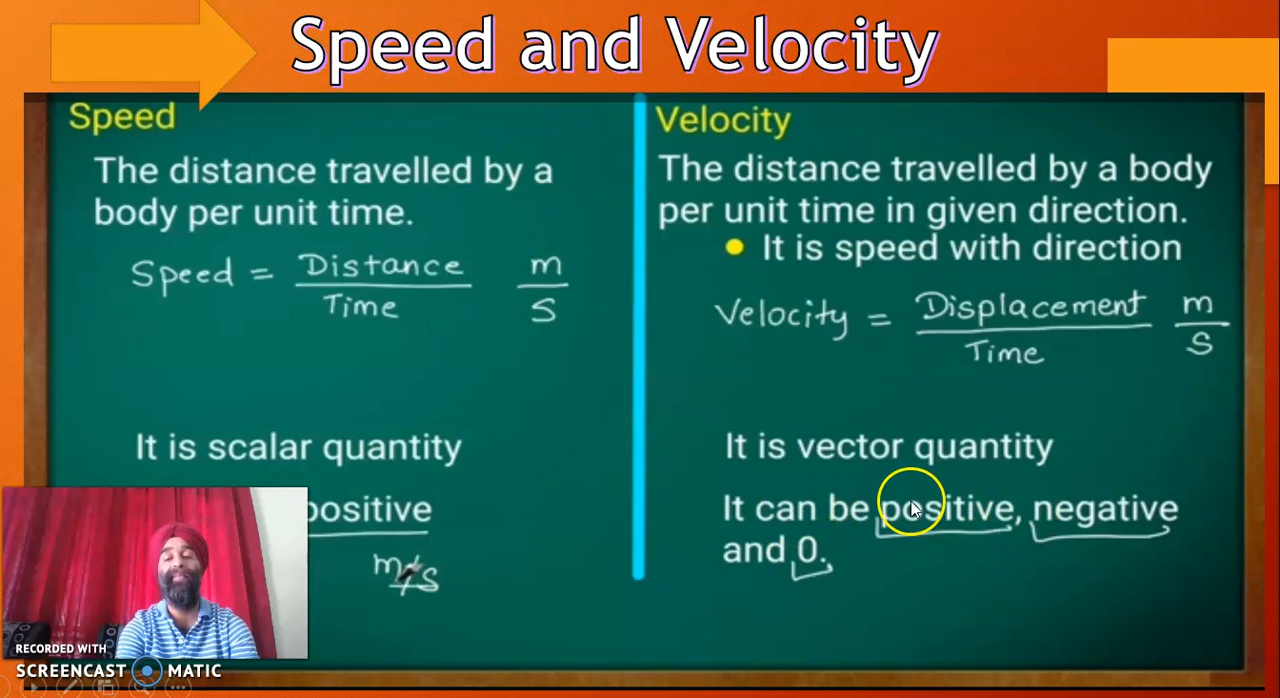 Speed and Velocity
Speed
The distance travelled by a
body per unit time.
Speed = Distance
Time
m
S
It is scalar quantity
positive
m/s
Velocity
The distance travelled by a body
per unit time in given direction.
• It is speed with direction
Velocity = Displacement
Time
m
S
It is vector quantity
It can be positive, negative
and 0.
RECORDED WITH
SCREENCAST MATIC